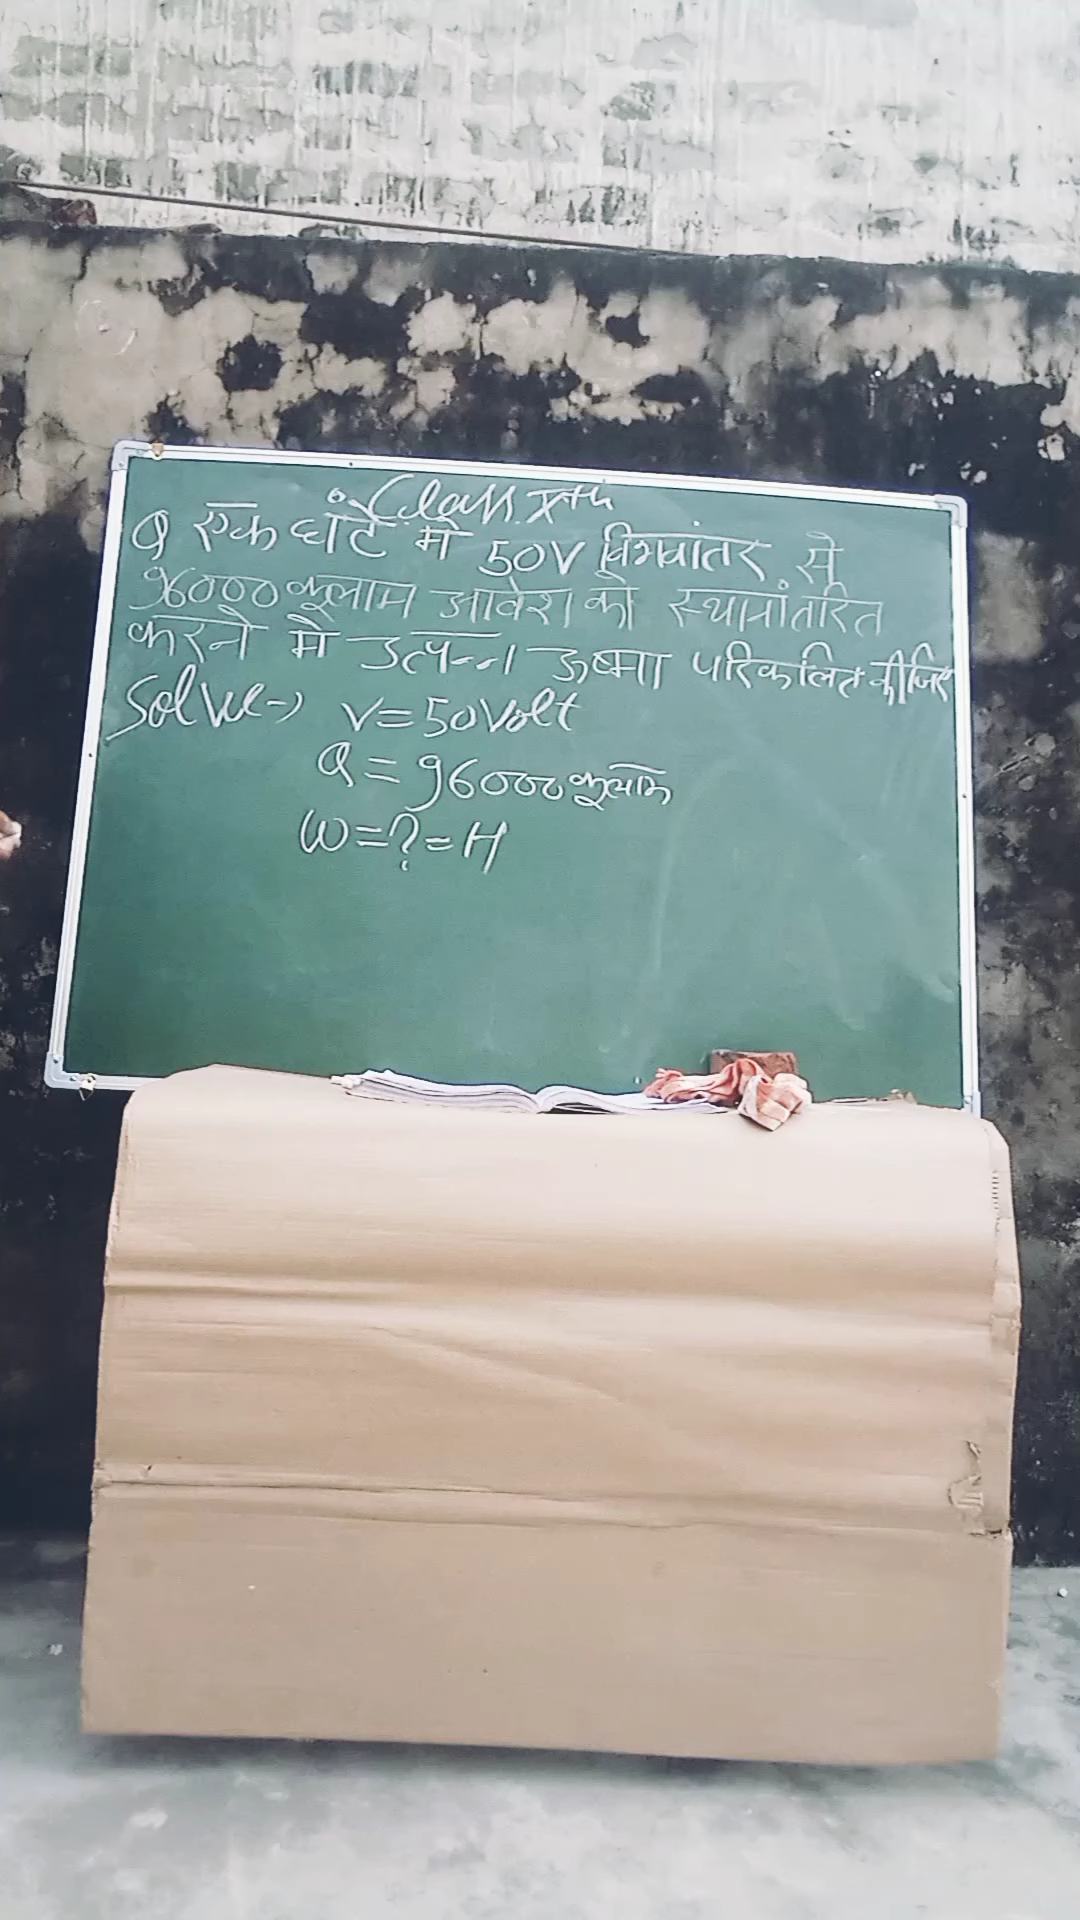 Class Xth
Q एक घंटे में 50V विभवांतर से
96000 कूलाम आवेश को स्थानांतरित
करने में उत्पन्न ऊष्मा परिकलित कीजिए
Solve→ V=50Volt
Q = 96000 कूलाम
W=?=H